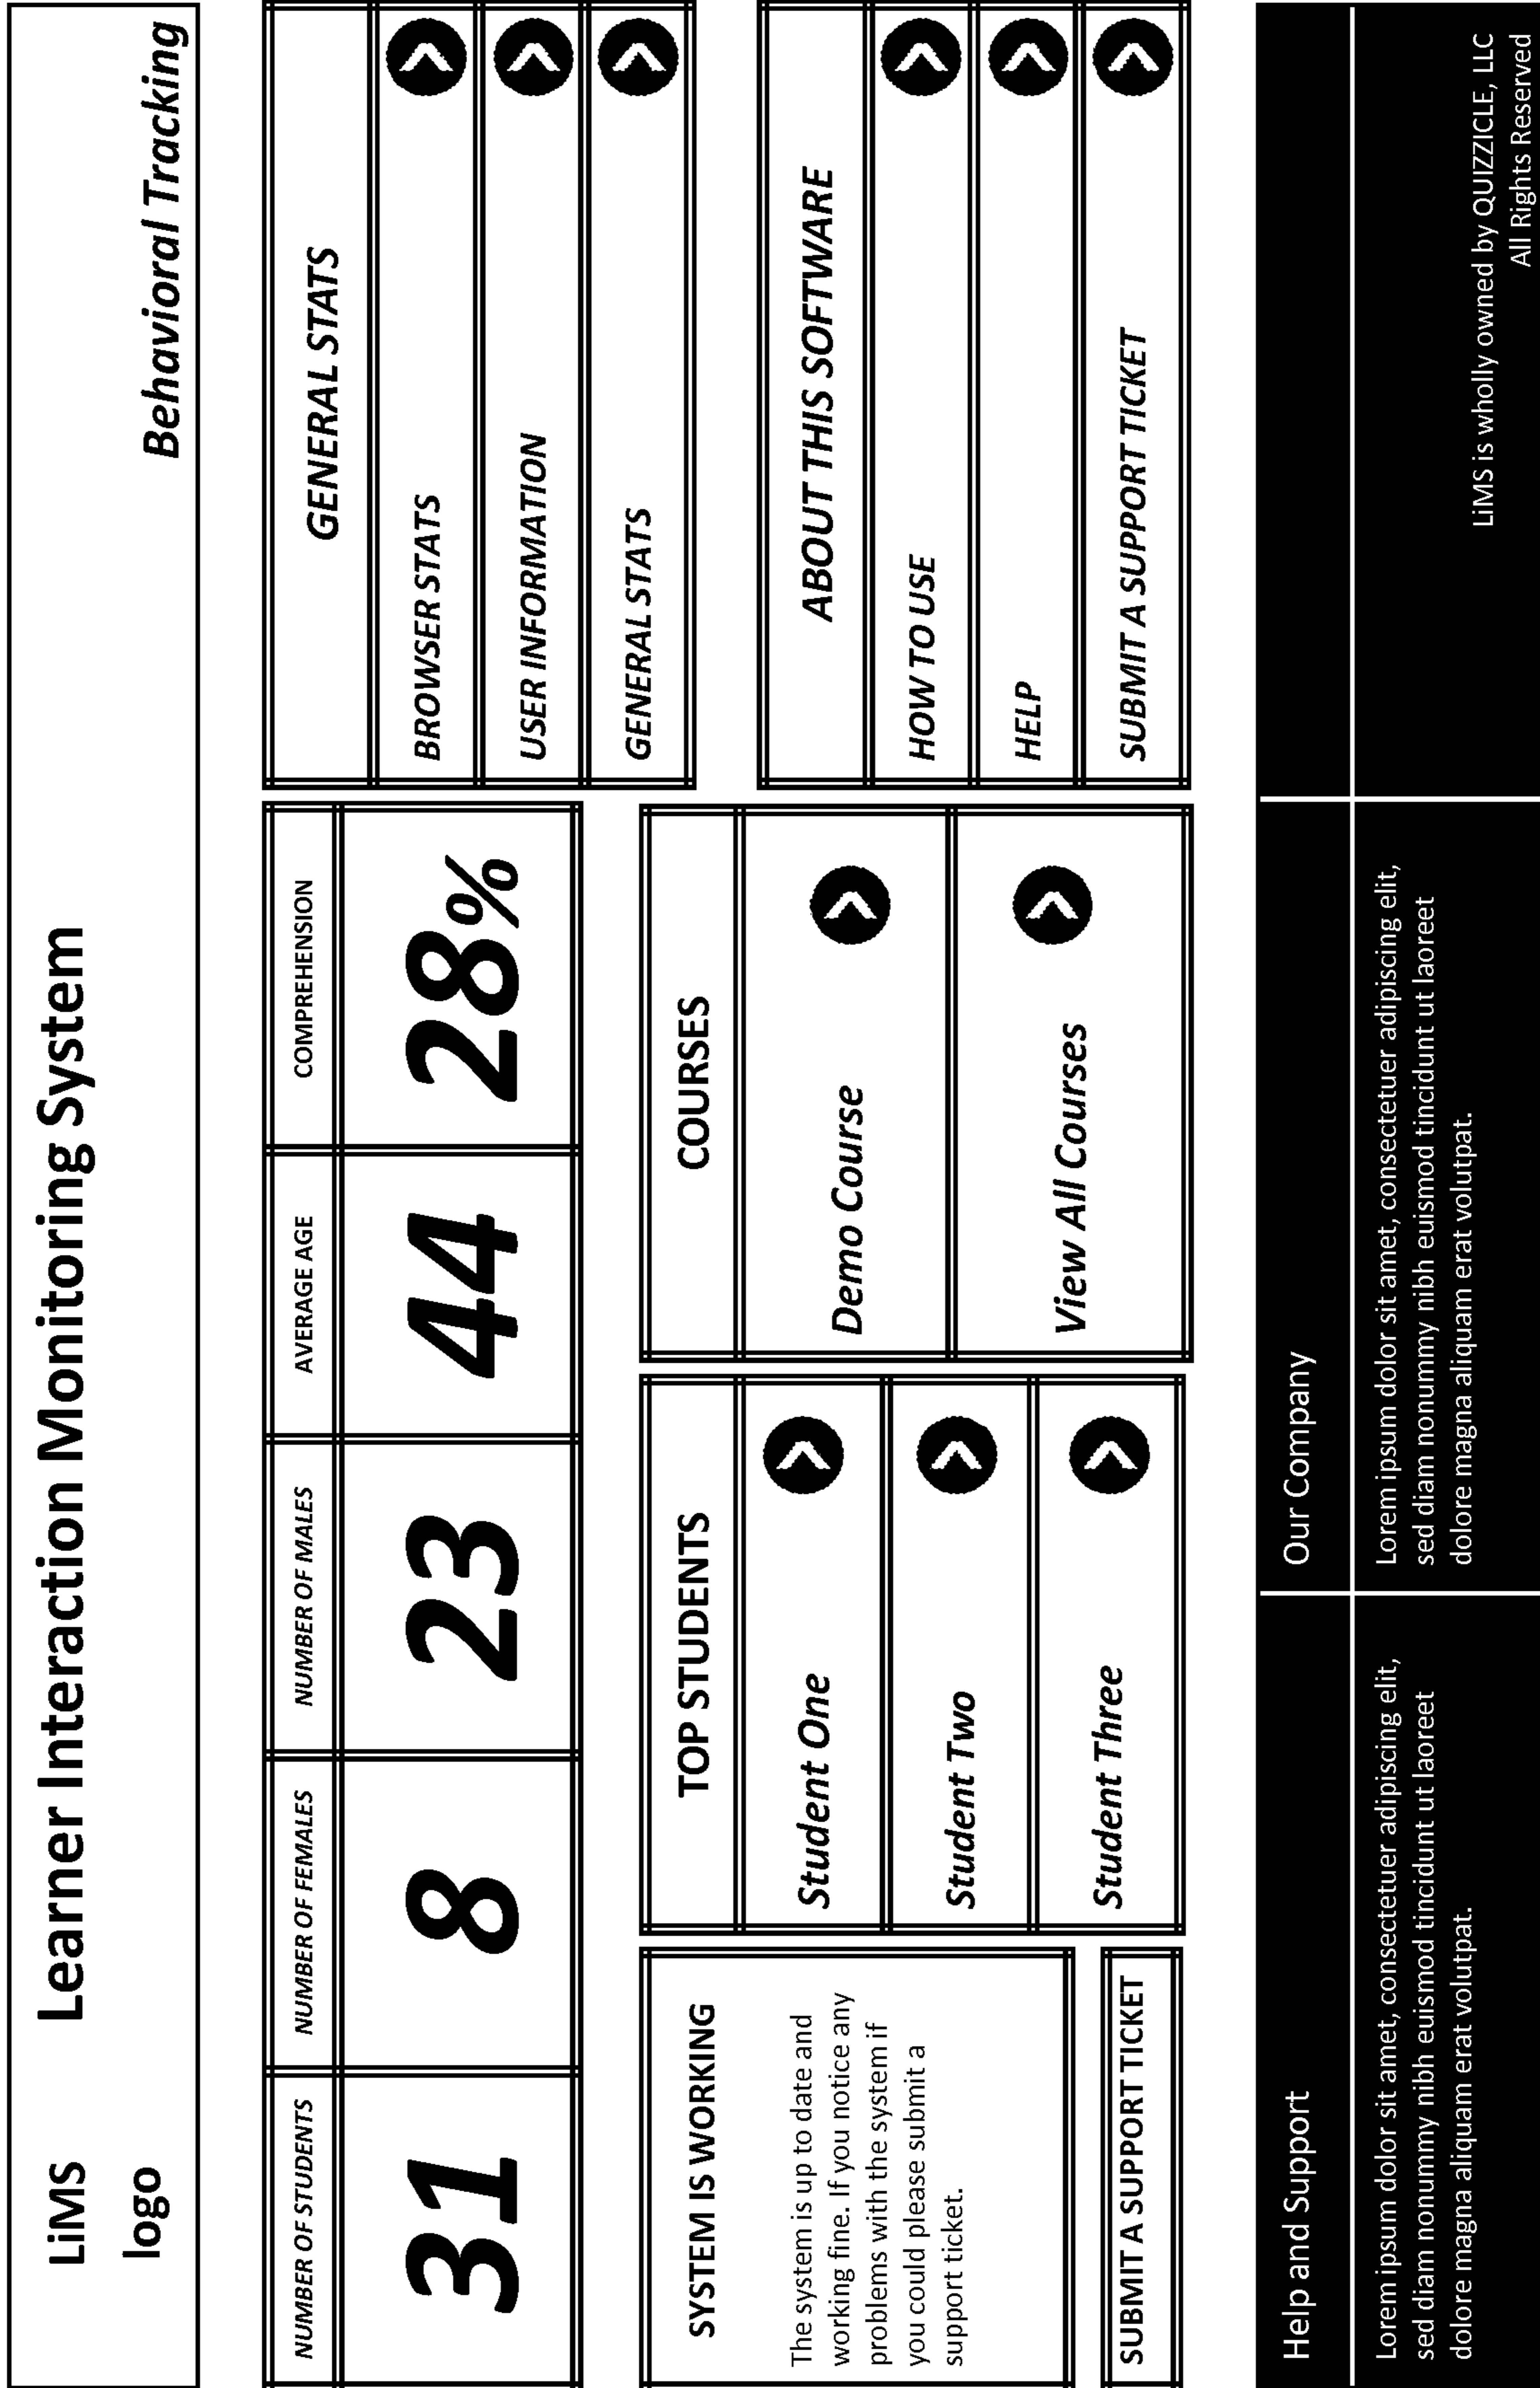 LiMS
logo
Learner Interaction Monitoring System
Behavioral Tracking
NUMBER OF STUDENTS
31
NUMBER OF FEMALES
8
NUMBER OF MALES
23
AVERAGE AGE
44
COMPREHENSION
28%
GENERAL STATS
BROWSER STATS
USER INFORMATION
GENERAL STATS
SYSTEM IS WORKING
The system is up to date and
working fine. If you notice any
problems with the system if
you could please submit a
support ticket.
SUBMIT A SUPPORT TICKET
TOP STUDENTS
Student One
Student Two
Student Three
COURSES
Demo Course
View All Courses
ABOUT THIS SOFTWARE
HOW TO USE
HELP
SUBMIT A SUPPORT TICKET
Help and Support
Lorem ipsum dolor sit amet, consectetuer adipiscing elit,
sed diam nonummy nibh euismod tincidunt ut laoreet
dolore magna aliquam erat volutpat.
Our Company
Lorem ipsum dolor sit amet, consectetuer adipiscing elit,
sed diam nonummy nibh euismod tincidunt ut laoreet
dolore magna aliquam erat volutpat.
LiMS is wholly owned by QUIZZICLE, LLC
All Rights Reserved